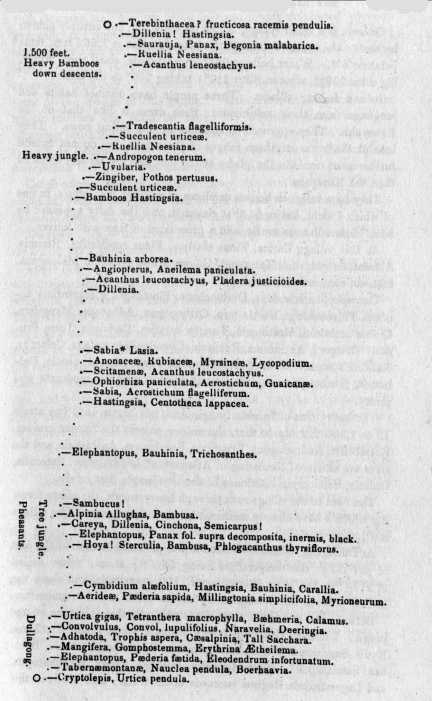 O .—Terebinthacea? fructicosa racemis pendulis.
.—Dillenia! Hastingsia.
.—Saurauja, Panax, Begonia malabarica.
1.500 feet. .—Ruellia Neesiana.
Heavy Bamboos .—Acanthus leneostachyus.
down descents.
.—Tradescantia flagelliformis.
.—Succulent urticeæ.
.—Ruellia Neesiana.
Heavy jungle. .—Andropogon tenerum.
.—Uvularia.
.—Zingiber, Pothos pertusus.
.—Succulent urticeæ.
.—Bamboos Hastingsia.
.—Bauhinia arborea.
.—Angiopterus, Aneilema paniculata.
.—Acanthus leucostachyus, Pladera justicioides.
.—Dillenia.
.—Sabia* Lasia.
.—Anonaceæ, Rubiaceæ, Myrsineæ, Lycopodium.
.—Scitameneæ, Acanthus leucostachyus.
.—Ophiorhiza paniculata, Acrostichum, Guaicanæ.
.—Sabia, Acrostichum flagelliferum.
.—Hastingsia, Centotheca lappacea.
.—Elephantopus, Bauhinia, Trichosanthes.
Tree jungle.
Pheasants.
.—Sambucus!
.—Alpinia Allughas, Bambusa.
.—Careya, Dillenia, Cinchona, Semicarpus!
.—Elephantopus, Panax fol. supra decomposita, inermis, black.
.—Hoya! Sterculia, Bambusa, Phlogacanthus thyrsiflorus.
.—Cymbidium alæfolium, Hastingsia, Bauhinia, Carallia.
.—Aerideæ, Pæderia sapida, Millingtonia simplicifolia, Myrioneurum.
Dullagong.
.—Urtica gigas, Tetranthera macrophylla, Bæhmeria, Calamus.
.—Convolvulus, Convol, lupulifolius, Naravelia, Deeringia.
.—Adhatoda, Trophis aspera, Cæsalpinia, Tall Sacchara.
.—Mangifera, Gomphostemma, Erythrina Ætheilema.
.—Elephantopus, Pæderia fætida, Eleodendrum infortunatum.
.—Tabernæmontanæ, Nauclea pendula, Boerhaavia.
O .—Cryptolepis, Urtica pendula.